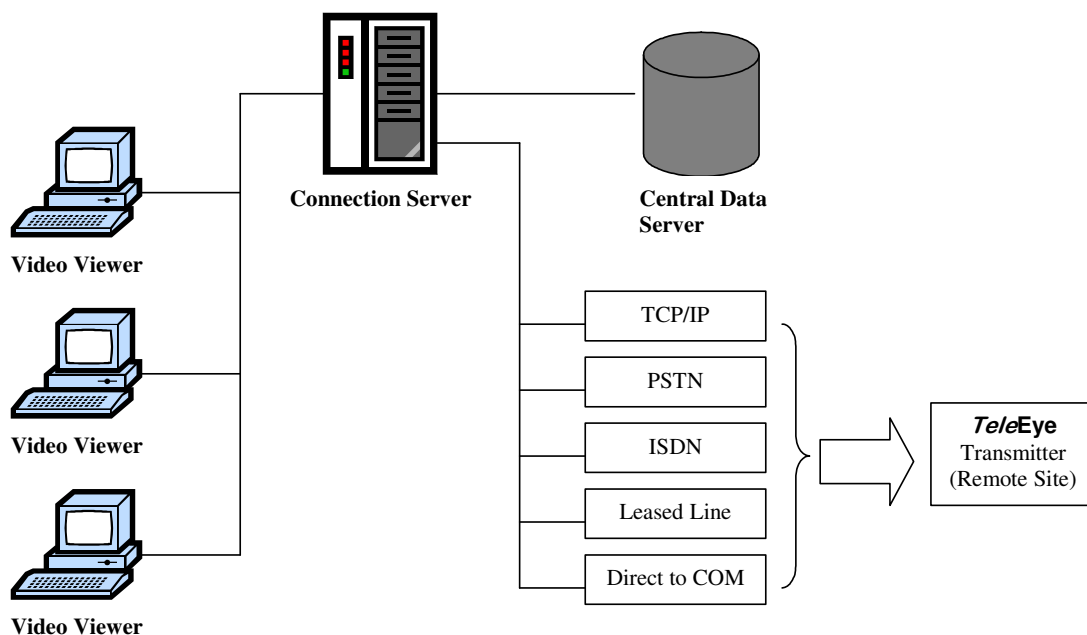 Connection Server
Central Data
Server
Video Viewer
Video Viewer
Video Viewer
TCP/IP
PSTN
ISDN
Leased Line
Direct to COM
TeleEye
Transmitter
(Remote Site)